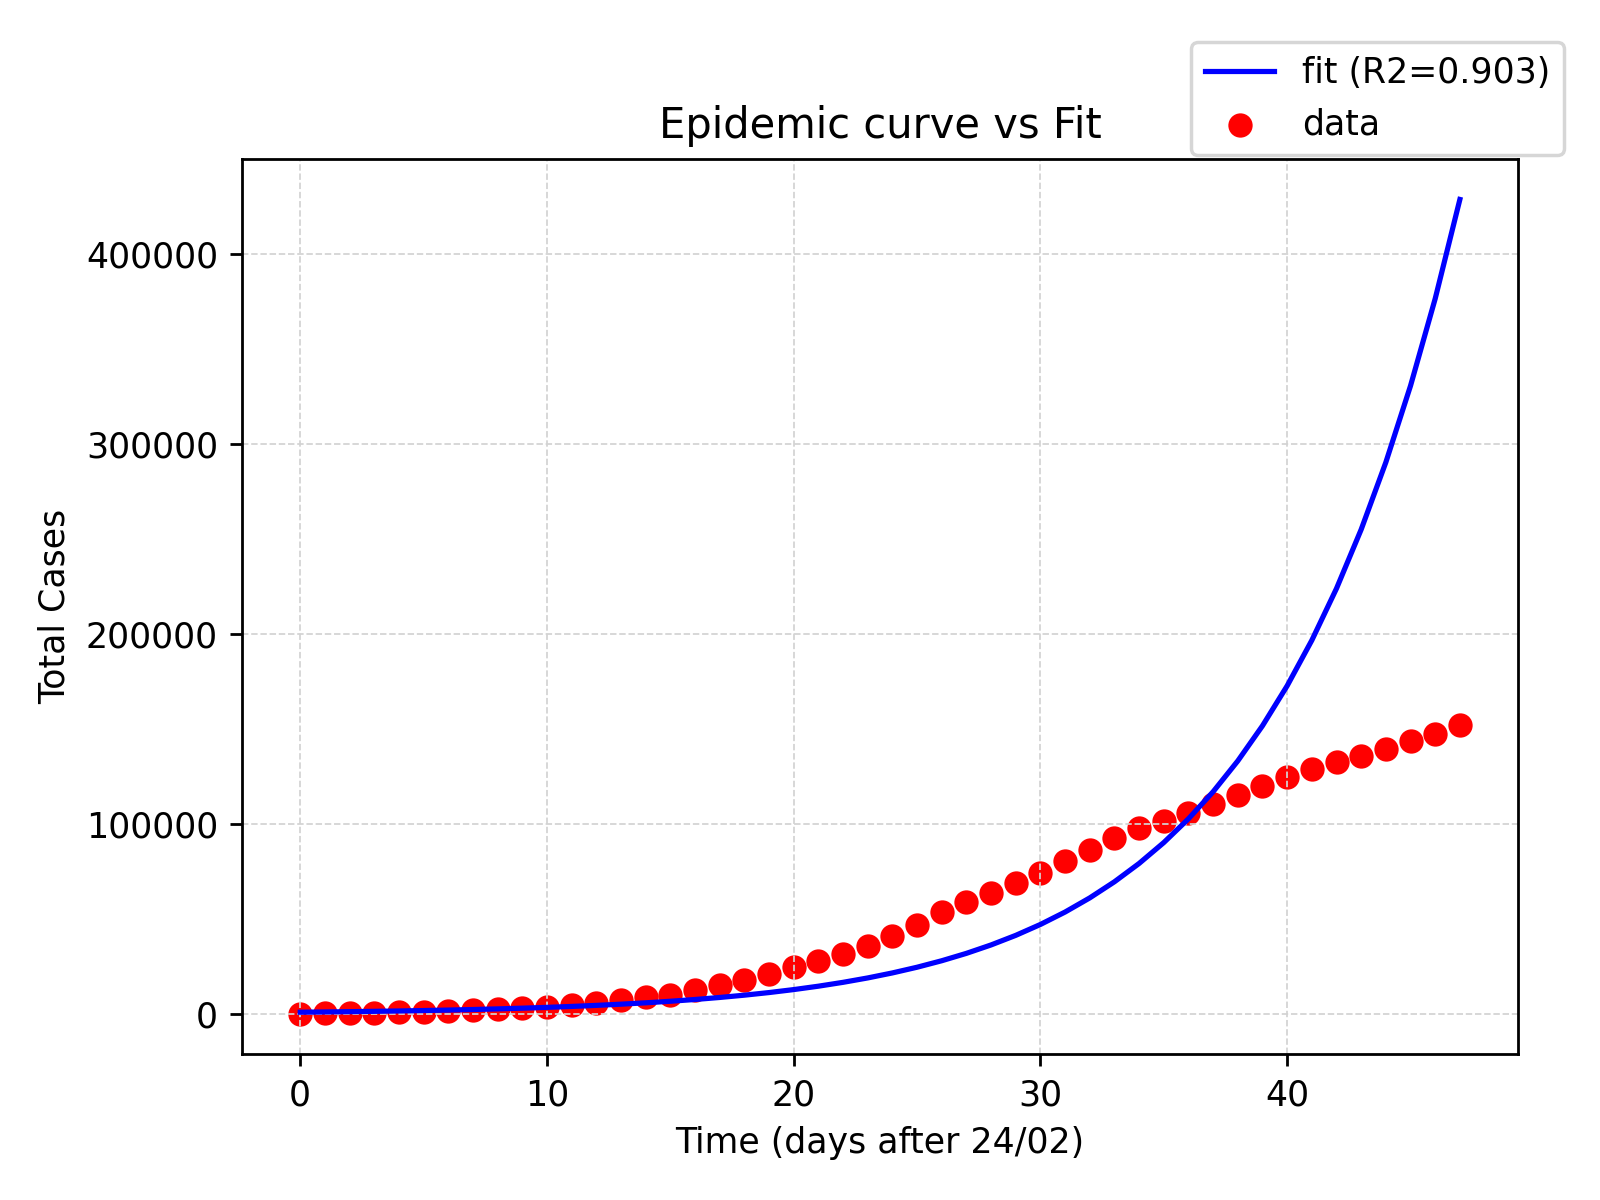 fit (R2=0.903)
data
Epidemic curve vs Fit
400000
300000
200000
100000
0
Total Cases
0 10 20 30 40
Time (days after 24/02)